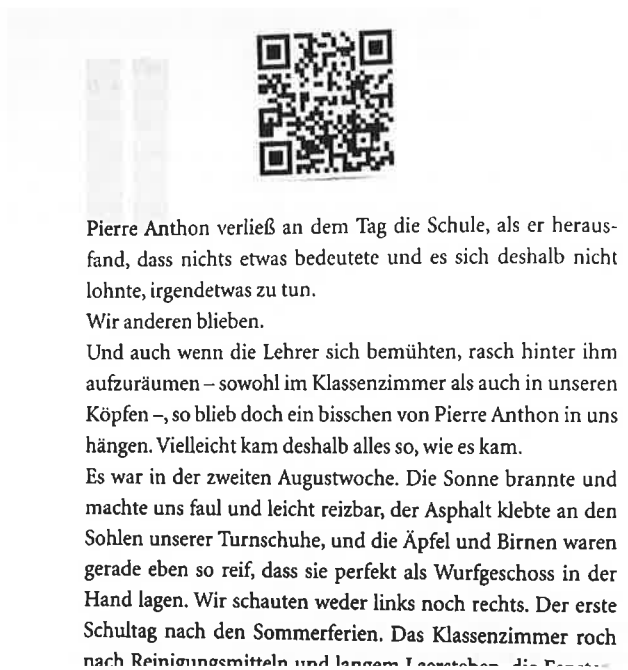 Pierre Anthon verließ an dem Tag die Schule, als er heraus-
fand, dass nichts etwas bedeutete und es sich deshalb nicht
lohnte, irgendetwas zu tun.
Wir anderen blieben.
Und auch wenn die Lehrer sich bemühten, rasch hinter ihm
aufzuräumen – sowohl im Klassenzimmer als auch in unseren
Köpfen –, so blieb doch ein bisschen von Pierre Anthon in uns
hängen. Vielleicht kam deshalb alles so, wie es kam.
Es war in der zweiten Augustwoche. Die Sonne brannte und
machte uns faul und leicht reizbar, der Asphalt klebte an den
Sohlen unserer Turnschuhe, und die Äpfel und Birnen waren
gerade eben so reif, dass sie perfekt als Wurfgeschoss in der
Hand lagen. Wir schauten weder links noch rechts. Der erste
Schultag nach den Sommerferien. Das Klassenzimmer roch
nach Reinigungsmitteln und langem Leerstehen, die